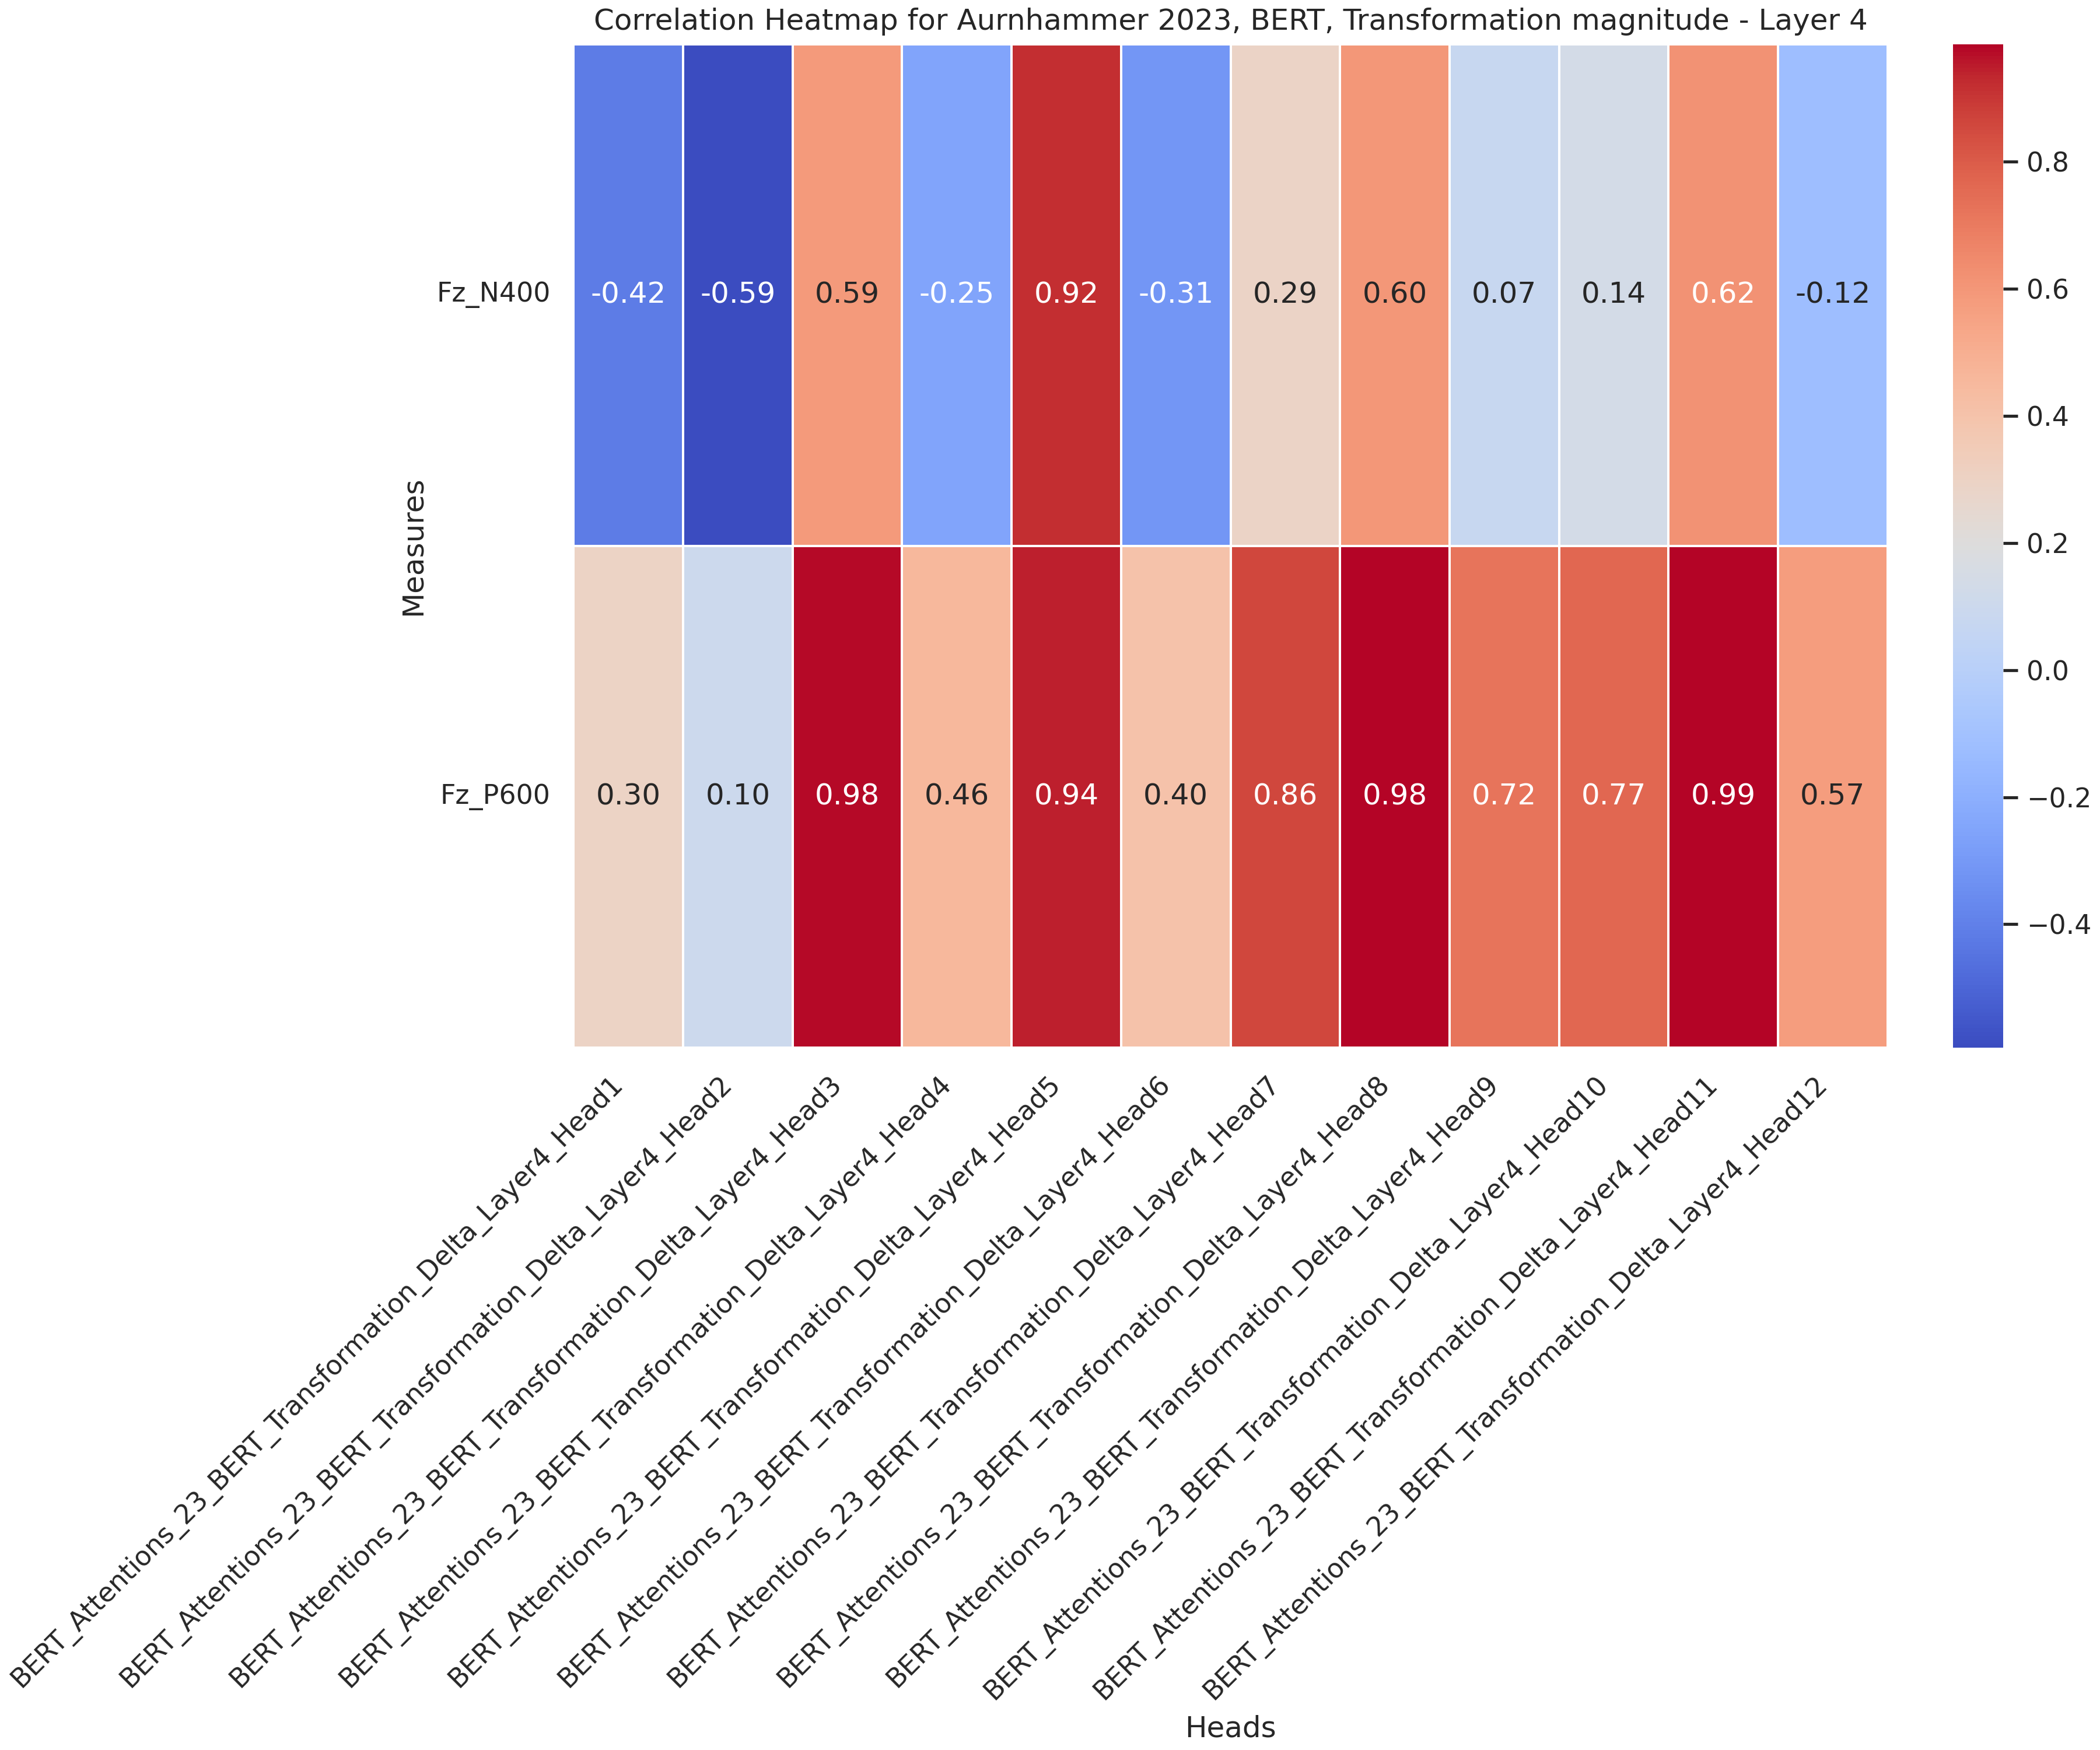 Correlation Heatmap for Aurnhammer 2023, BERT, Transformation magnitude - Layer 4
Measures
Fz_N400
-0.42 -0.59 0.59 -0.25 0.92 -0.31 0.29 0.60 0.07 0.14 0.62 -0.12
Fz_P600
0.30 0.10 0.98 0.46 0.94 0.40 0.86 0.98 0.72 0.77 0.99 0.57
0.8
0.6
0.4
0.2
0.0
−0.2
−0.4
BERT_Attentions_23_BERT_Transformation_Delta_Layer4_Head1
BERT_Attentions_23_BERT_Transformation_Delta_Layer4_Head2
BERT_Attentions_23_BERT_Transformation_Delta_Layer4_Head3
BERT_Attentions_23_BERT_Transformation_Delta_Layer4_Head4
BERT_Attentions_23_BERT_Transformation_Delta_Layer4_Head5
BERT_Attentions_23_BERT_Transformation_Delta_Layer4_Head6
BERT_Attentions_23_BERT_Transformation_Delta_Layer4_Head7
BERT_Attentions_23_BERT_Transformation_Delta_Layer4_Head8
BERT_Attentions_23_BERT_Transformation_Delta_Layer4_Head9
BERT_Attentions_23_BERT_Transformation_Delta_Layer4_Head10
BERT_Attentions_23_BERT_Transformation_Delta_Layer4_Head11
BERT_Attentions_23_BERT_Transformation_Delta_Layer4_Head12
Heads